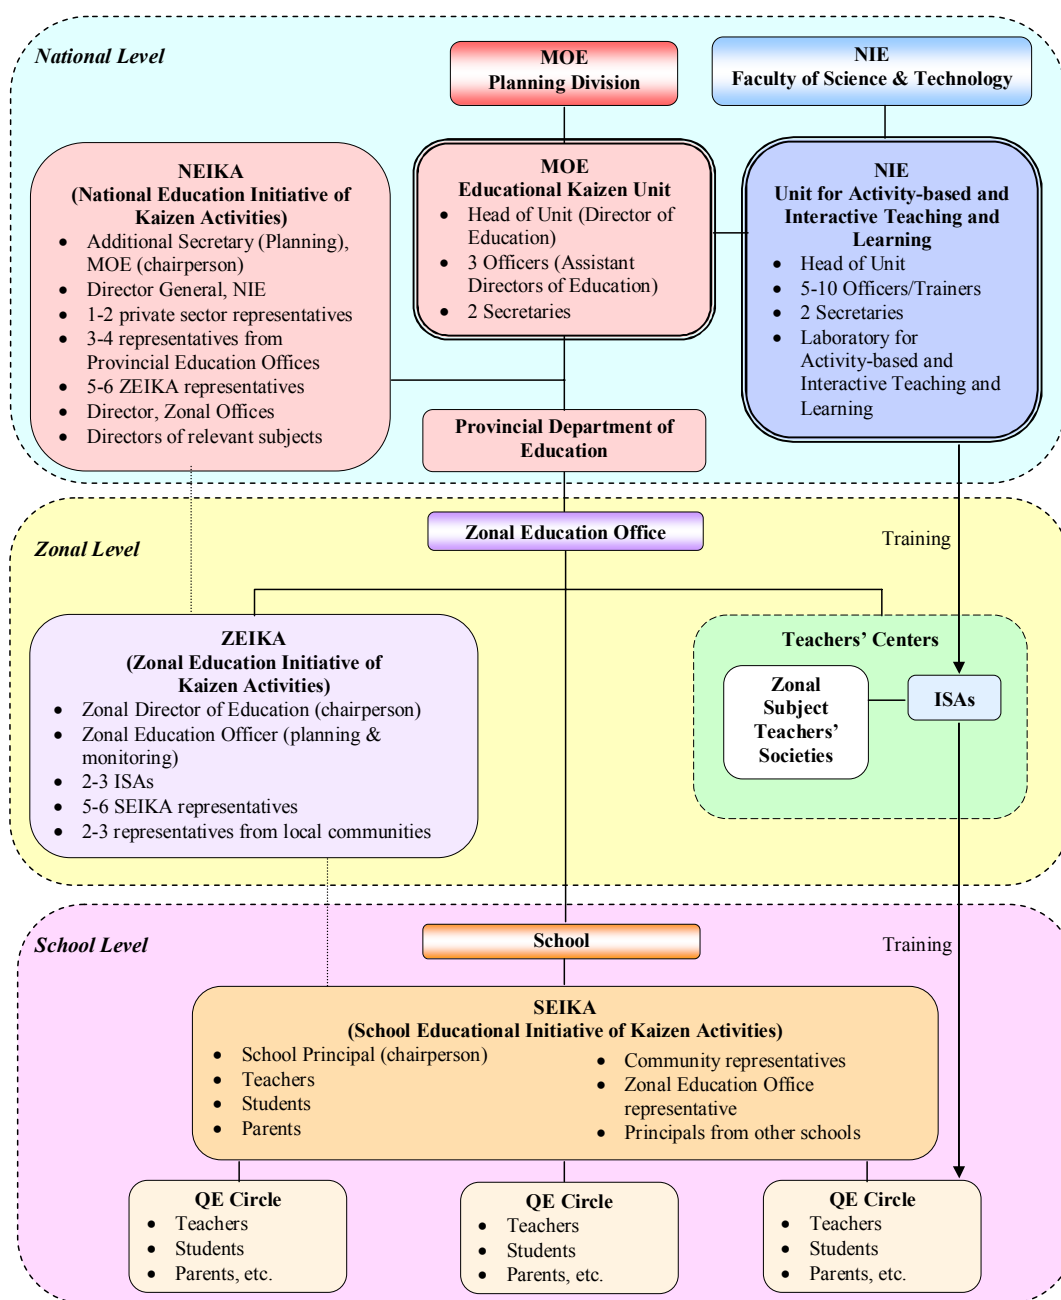 National Level
MOE
Planning Division
NIE
Faculty of Science & Technology
NEIKA
(National Education Initiative of
Kaizen Activities)
• Additional Secretary (Planning),
MOE (chairperson)
• Director General, NIE
• 1-2 private sector representatives
• 3-4 representatives from
Provincial Education Offices
• 5-6 ZEIKA representatives
• Director, Zonal Offices
• Directors of relevant subjects
MOE
Educational Kaizen Unit
• Head of Unit (Director of
Education)
• 3 Officers (Assistant
Directors of Education)
• 2 Secretaries
NIE
Unit for Activity-based and
Interactive Teaching and
Learning
• Head of Unit
• 5-10 Officers/Trainers
• 2 Secretaries
• Laboratory for
Activity-based and
Interactive Teaching and
Learning
Provincial Department of
Education
Zonal Level
Zonal Education Office
Training
ZEIKA
(Zonal Education Initiative of
Kaizen Activities)
• Zonal Director of Education (chairperson)
• Zonal Education Officer (planning &
monitoring)
• 2-3 ISAs
• 5-6 SEIKA representatives
• 2-3 representatives from local communities
Teachers’ Centers
Zonal
Subject
Teachers’
Societies
ISAs
School Level
School
Training
SEIKA
(School Educational Initiative of Kaizen Activities)
• School Principal (chairperson)
• Teachers
• Students
• Parents
• Community representatives
• Zonal Education Office
representative
• Principals from other schools
QE Circle
• Teachers
• Students
• Parents, etc.
QE Circle
• Teachers
• Students
• Parents, etc.
QE Circle
• Teachers
• Students
• Parents, etc.